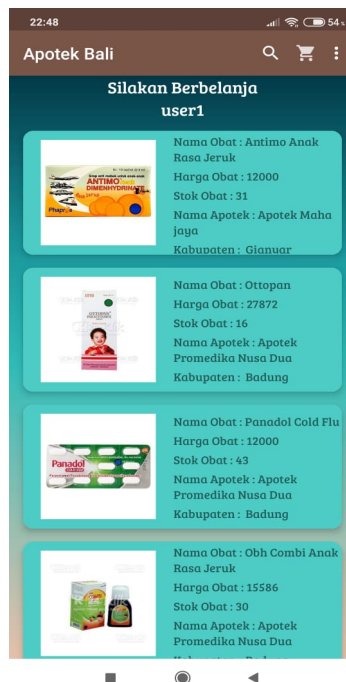 22:48
54
Apotek Bali
Silakan Berbelanja
user1
Nama Obat : Antimo Anak
Rasa Jeruk
Harga Obat : 12000
Stok Obat : 31
Nama Apotek : Apotek Maha
jaya
Kabupaten : Gianyar
ANTIMO
DIMENHYDRINATE
Phapros
Nama Obat : Ottopan
Harga Obat : 27872
Stok Obat : 16
Nama Apotek : Apotek
Promedika Nusa Dua
Kabupaten : Badung
Nama Obat : Panadol Cold Flu
Harga Obat : 12000
Stok Obat : 43
Nama Apotek : Apotek
Promedika Nusa Dua
Kabupaten : Badung
Panadol
Nama Obat : Obh Combi Anak
Rasa Jeruk
Harga Obat : 15586
Stok Obat : 30
Nama Apotek : Apotek
Promedika Nusa Dua